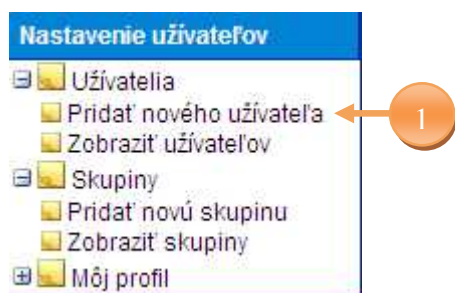 Nastavenie užívateľov
Užívatelia
Pridať nového užívateľa
1
Zobraziť užívateľov
Skupiny
Pridať novú skupinu
Zobraziť skupiny
Môj profil